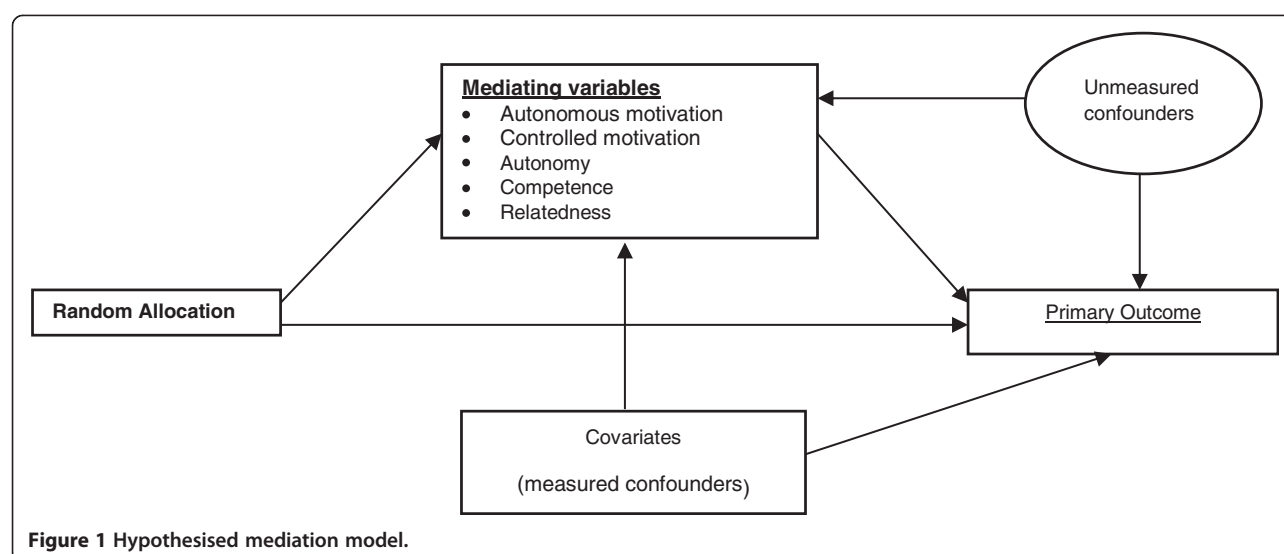 Mediating variables
• Autonomous motivation
• Controlled motivation
• Autonomy
• Competence
• Relatedness
Unmeasured
confounders
Random Allocation
Primary Outcome
Covariates
(measured confounders)
Figure 1 Hypothesised mediation model.